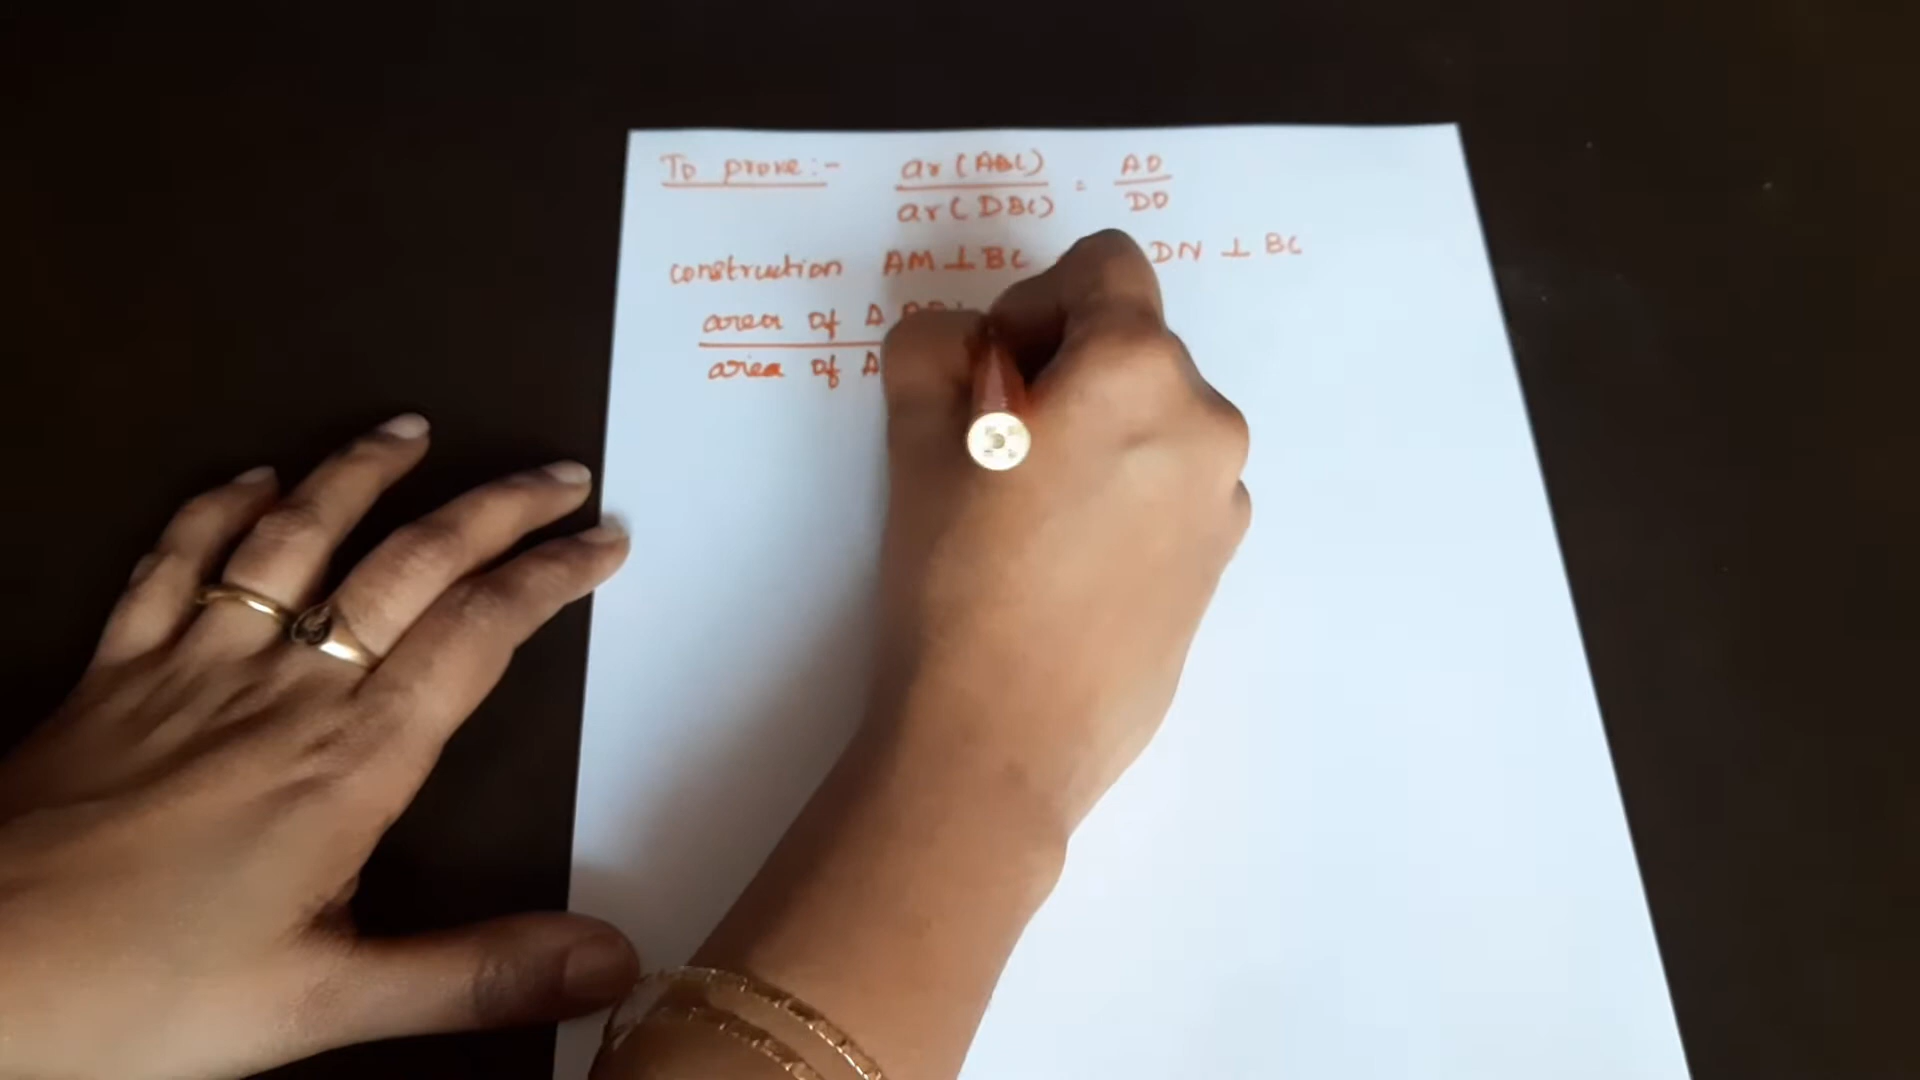 To prove :- ar (ABC) / ar (DBC) = AO / DO
construction AM ⊥ BC DN ⊥ BC
area of Δ
area of Δ